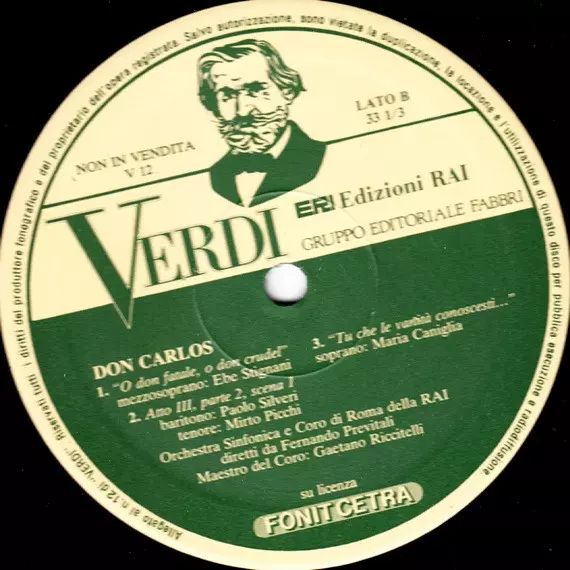 Riservati tutti i diritti del produttore fonografico e del proprietario dell'opera registrata. Salvo autorizzazione, sono vietate la duplicazione, la locazione e l'utilizzazione di questo disco per pubblica esecuzione e radiodiffusione.
NON IN VENDITA
V 12
LATO B
33 1/3
VERDI
ERI Edizioni RAI
GRUPPO EDITORIALE FABBRI
DON CARLOS
1. "O don fatale, o don crudel"
mezzosoprano: Ebe Stignani
2. Atto III, parte 2, scena I
baritono: Paolo Silveri
tenore: Mirto Picchi
3. "Tu che le vanità conoscesti..."
soprano: Maria Caniglia
Orchestra Sinfonica e Coro di Roma della RAI
diretti da Fernando Previtali
Maestro del Coro: Gaetano Riccitelli
su licenza
FONIT CETRA
Allegato al n. 12 di "VERDI"